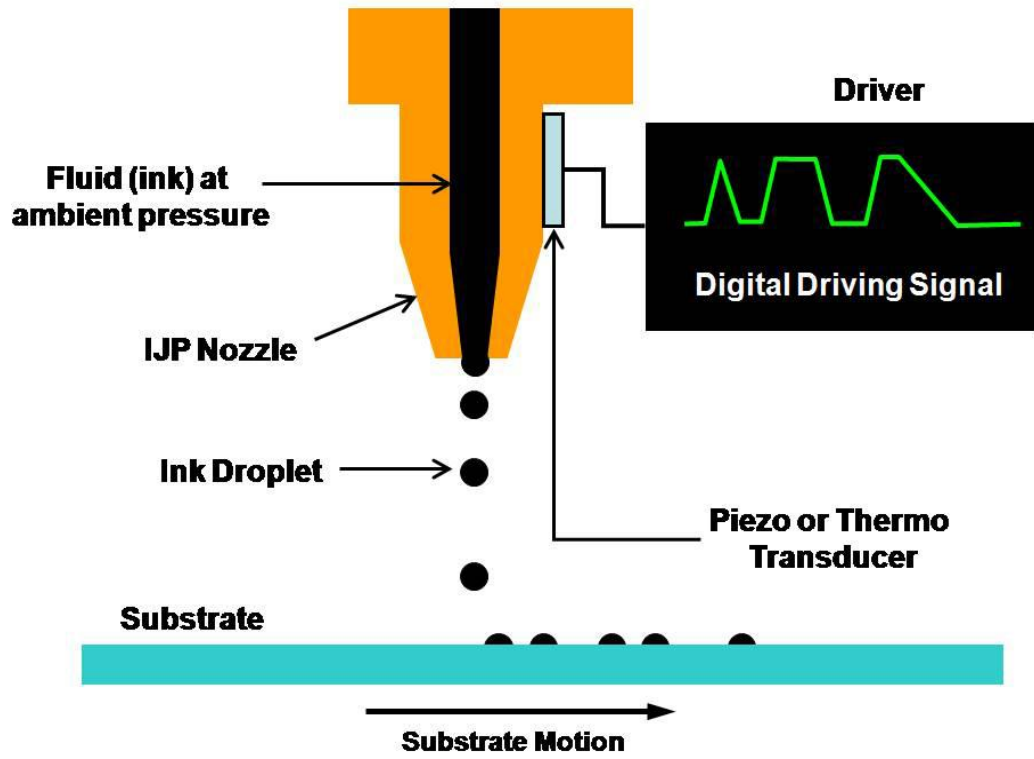 Driver
Fluid (ink) at
ambient pressure
Digital Driving Signal
IJP Nozzle
Ink Droplet
Piezo or Thermo
Transducer
Substrate
Substrate Motion